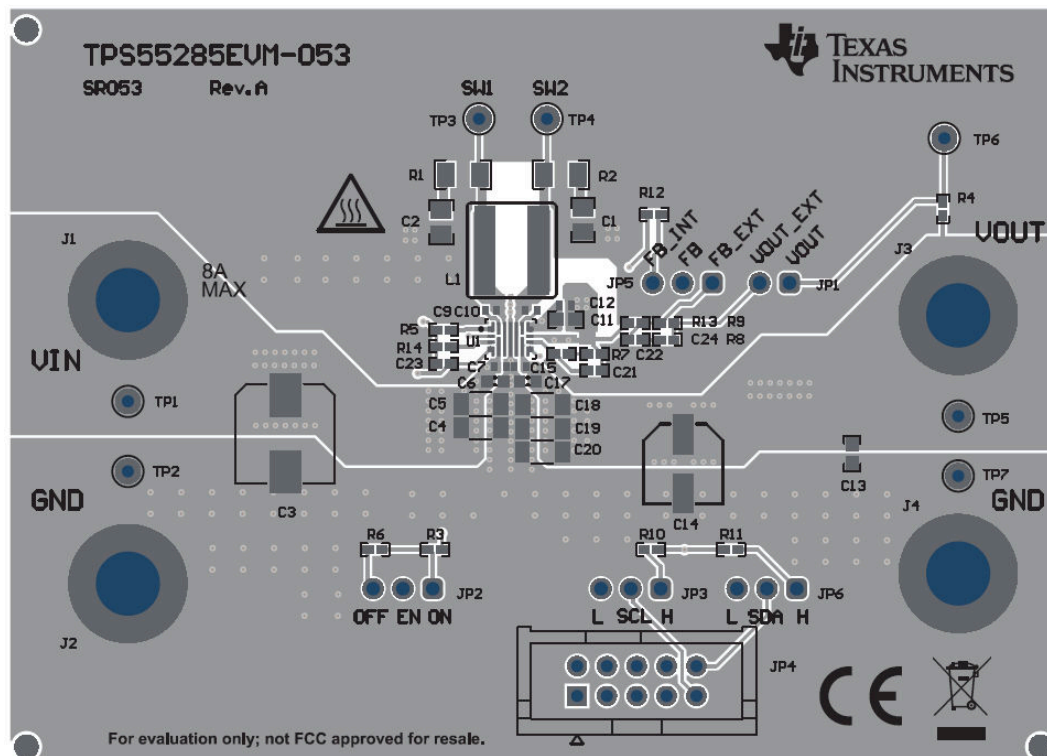 TPS55285EVM-053
SR053 Rev.A
TEXAS
INSTRUMENTS
SW1 SW2
TP3 TP4
TP6
R1 R2
R12
R4
C2 C1
FB_INT
FB
FB_EXT
VOUT_EXT
VOUT
J1
J3
VOUT
8A
MAX
L1
JP5
JP1
C9 C10
C12
C11
R5
U1
R13 R9
R14
C24 R8
C22
R7
VIN
C23
C7
C15
C21
C6
C17
TP1
C5
C18
C4
C19
TP5
C20
TP2
C13
TP7
GND
GND
C3
C14
J4
R6 R3
R10 R11
JP2
JP3
JP6
OFF EN ON
L SCL H
L SDA H
J2
JP4
CE
For evaluation only; not FCC approved for resale.